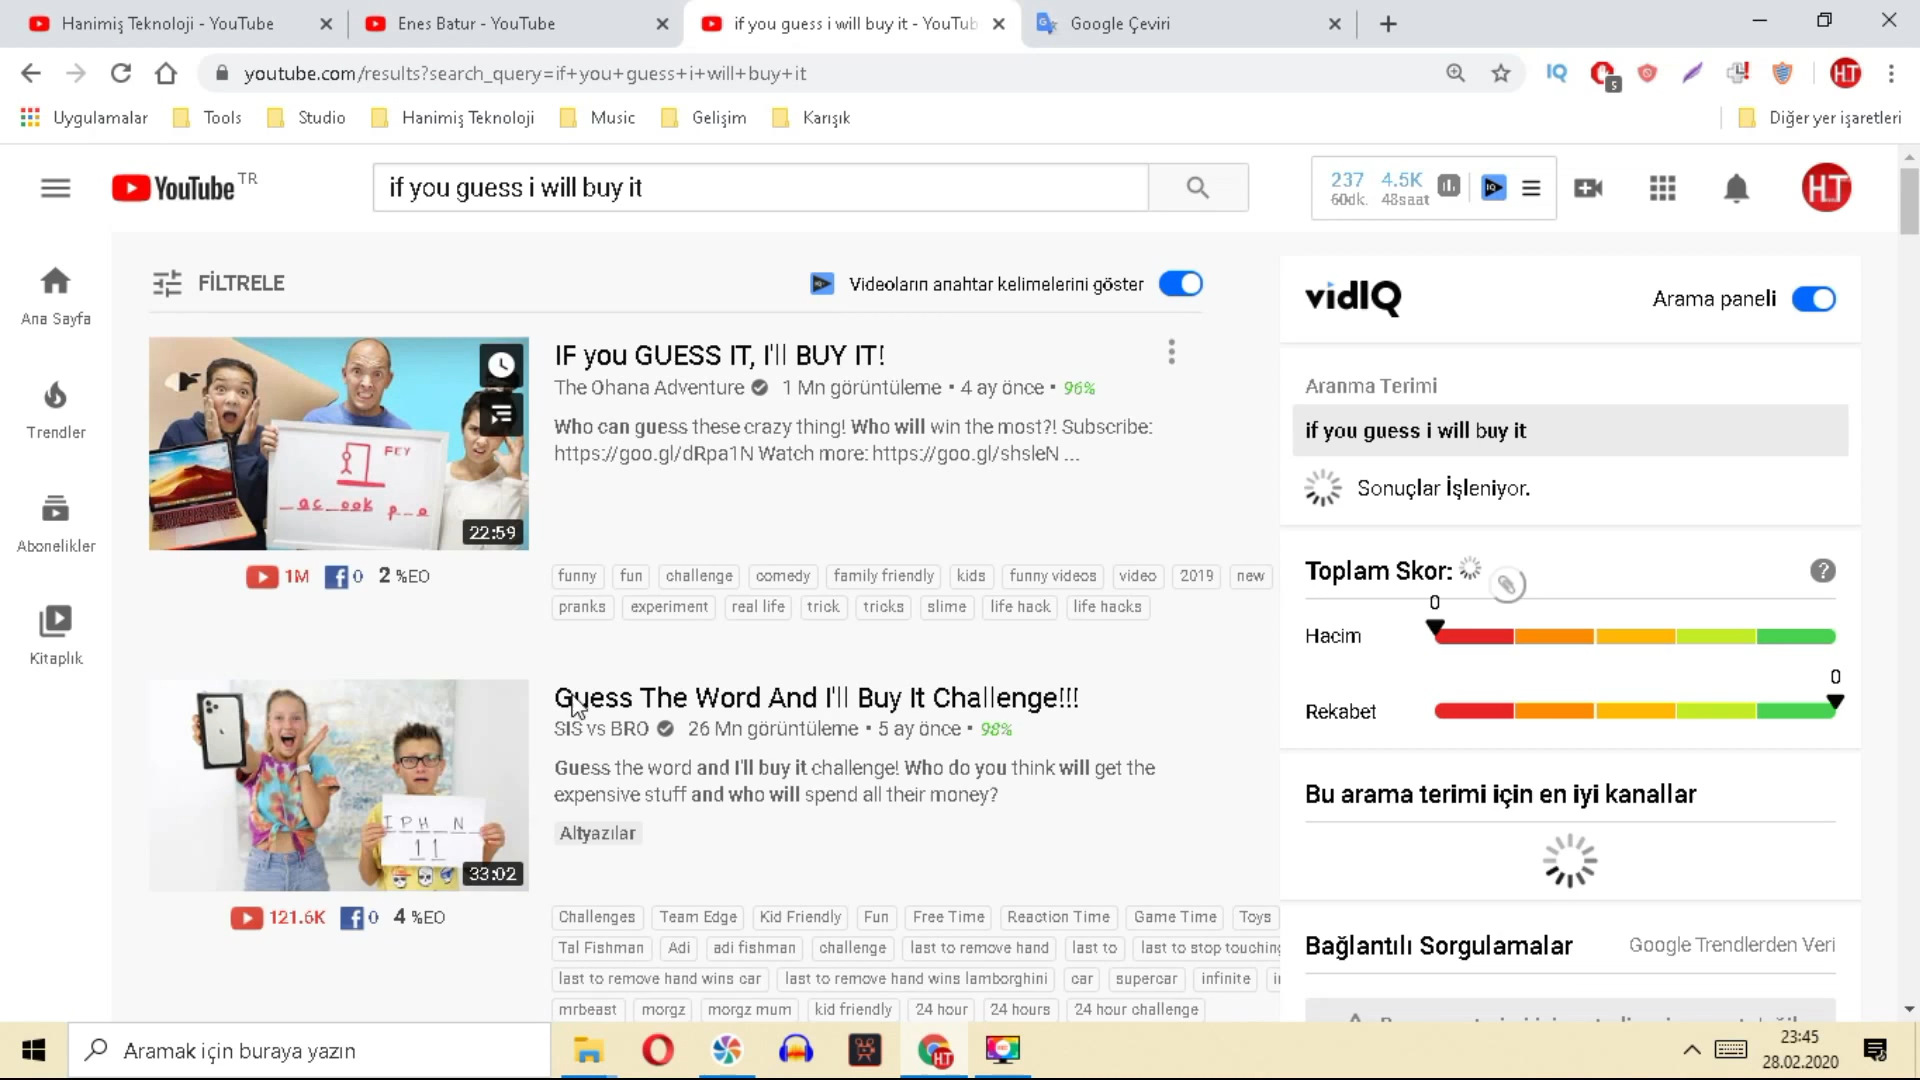 Hanimiş Teknoloji - YouTube
Enes Batur - YouTube
if you guess i will buy it - YouTub
Google Çeviri
youtube.com/results?search_query=if+you+guess+i+will+buy+it
IQ
5
HT
Uygulamalar
Tools
Studio
Hanimiş Teknoloji
Music
Gelişim
Karışık
Diğer yer işaretleri
YouTube TR
if you guess i will buy it
237 4.5K
60dk. 48saat
HT
Ana Sayfa
Trendler
Abonelikler
Kitaplık
FİLTRELE
Videoların anahtar kelimelerini göster
FEY
_ac_ook p_o
22:59
IF you GUESS IT, I'll BUY IT!
The Ohana Adventure 1 Mn görüntüleme • 4 ay önce • 96%
Who can guess these crazy thing! Who will win the most?! Subscribe:
https://goo.gl/dRpa1N Watch more: https://goo.gl/shsleN ...
1M 0 2 %EO
funny fun challenge comedy family friendly kids funny videos video 2019 new
pranks experiment real life trick tricks slime life hack life hacks
IPH_N_
11
33:02
Guess The Word And I'll Buy It Challenge!!!
SIS vs BRO 26 Mn görüntüleme • 5 ay önce • 98%
Guess the word and I'll buy it challenge! Who do you think will get the
expensive stuff and who will spend all their money?
Altyazılar
121.6K 0 4 %EO
Challenges Team Edge Kid Friendly Fun Free Time Reaction Time Game Time Toys
Tal Fishman Adi adi fishman challenge last to remove hand last to last to stop touching
last to remove hand wins car last to remove hand wins lamborghini car supercar infinite
mrbeast morgz morgz mum kid friendly 24 hour 24 hours 24 hour challenge
vidIQ
Arama paneli
Aranma Terimi
if you guess i will buy it
Sonuçlar İşleniyor.
Toplam Skor:
?
0
Hacim
0
Rekabet
Bu arama terimi için en iyi kanallar
Bağlantılı Sorgulamalar
Google Trendlerden Veri
Aramak için buraya yazın
HT
23:45
28.02.2020